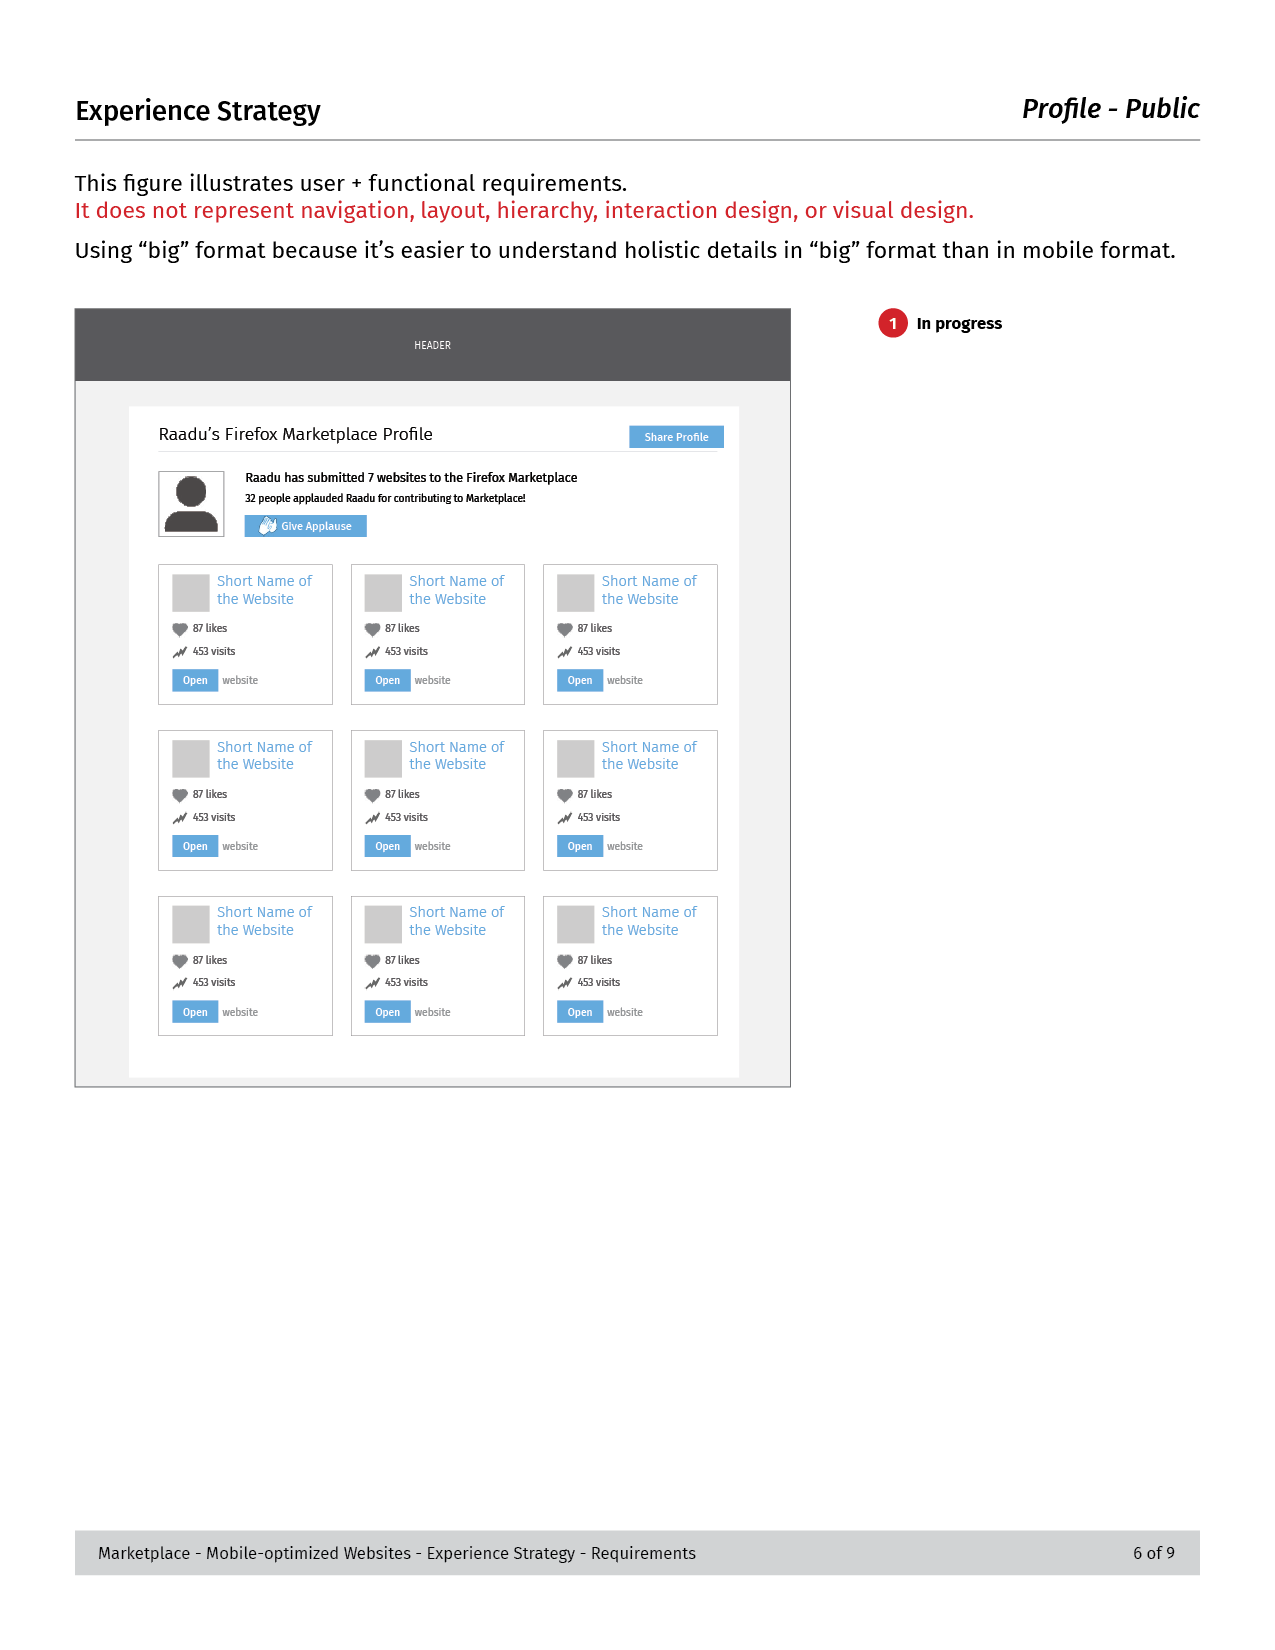 Experience Strategy
Profile - Public
This figure illustrates user + functional requirements.
It does not represent navigation, layout, hierarchy, interaction design, or visual design.
Using “big” format because it’s easier to understand holistic details in “big” format than in mobile format.
HEADER
1 In progress
Raadu’s Firefox Marketplace Profile
Share Profile
Raadu has submitted 7 websites to the Firefox Marketplace
32 people applauded Raadu for contributing to Marketplace!
Give Applause
Short Name of
the Website
87 likes
453 visits
Open website
Short Name of
the Website
87 likes
453 visits
Open website
Short Name of
the Website
87 likes
453 visits
Open website
Short Name of
the Website
87 likes
453 visits
Open website
Short Name of
the Website
87 likes
453 visits
Open website
Short Name of
the Website
87 likes
453 visits
Open website
Short Name of
the Website
87 likes
453 visits
Open website
Short Name of
the Website
87 likes
453 visits
Open website
Short Name of
the Website
87 likes
453 visits
Open website
Marketplace - Mobile-optimized Websites - Experience Strategy - Requirements
6 of 9